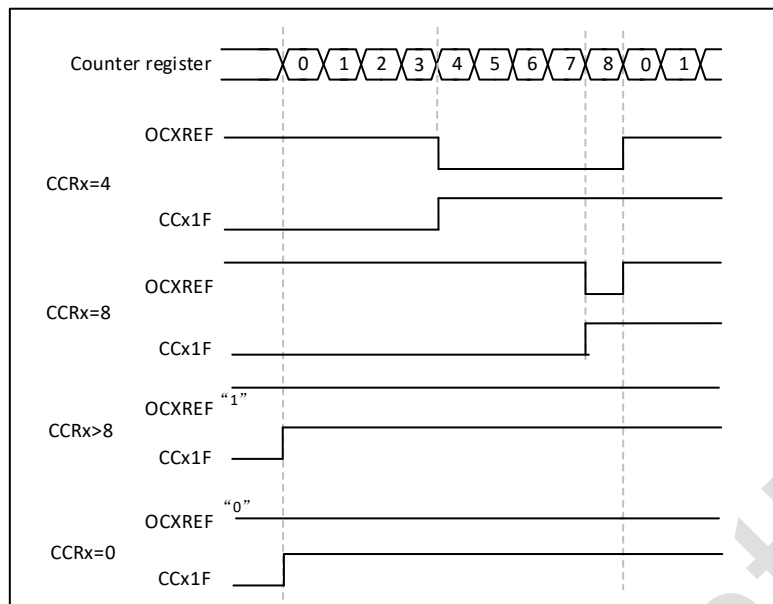 Counter register 0 1 2 3 4 5 6 7 8 0 1
OCXREF
CCRx=4
CCx1F
OCXREF
CCRx=8
CCx1F
OCXREF “1”
CCRx>8
CCx1F
OCXREF “0”
CCRx=0
CCx1F